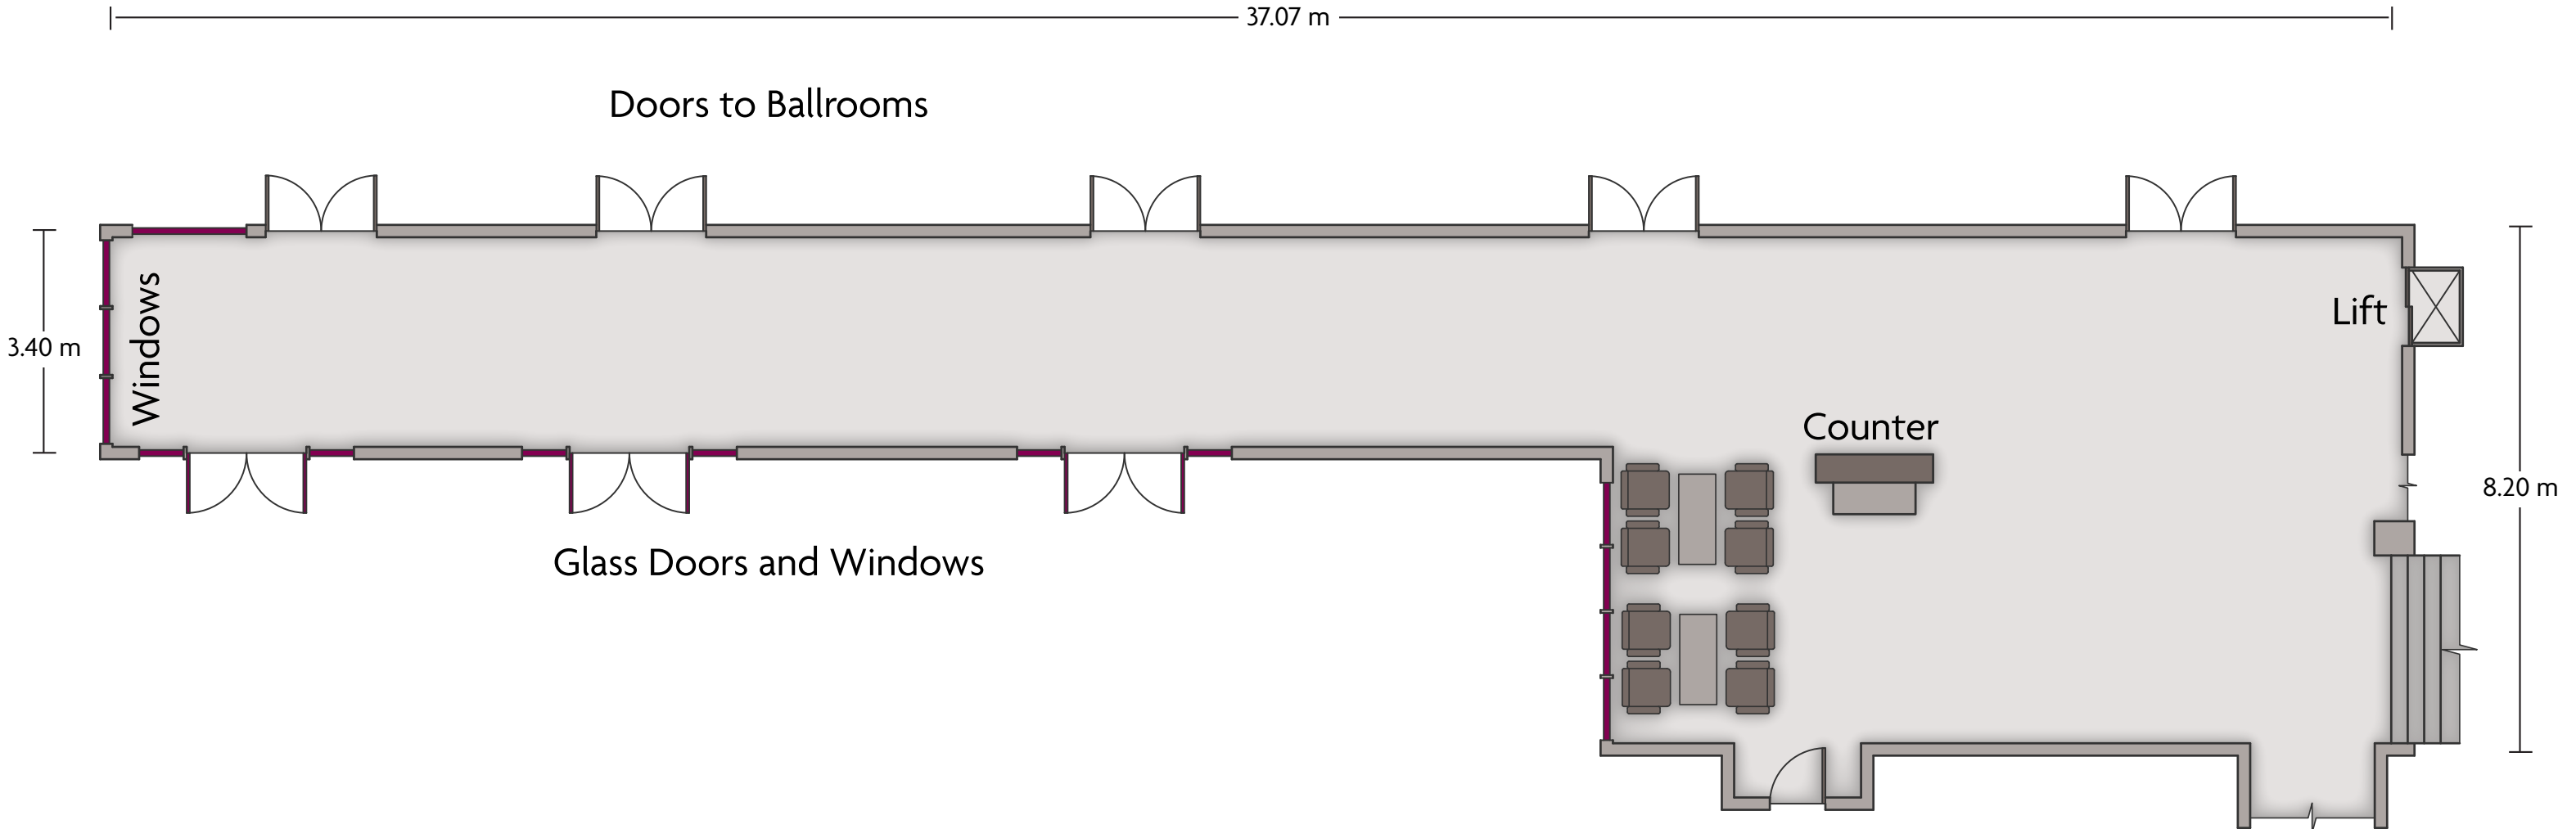 37.07 m
Doors to Ballrooms
Windows
3.40 m
Lift
Counter
8.20 m
Glass Doors and Windows